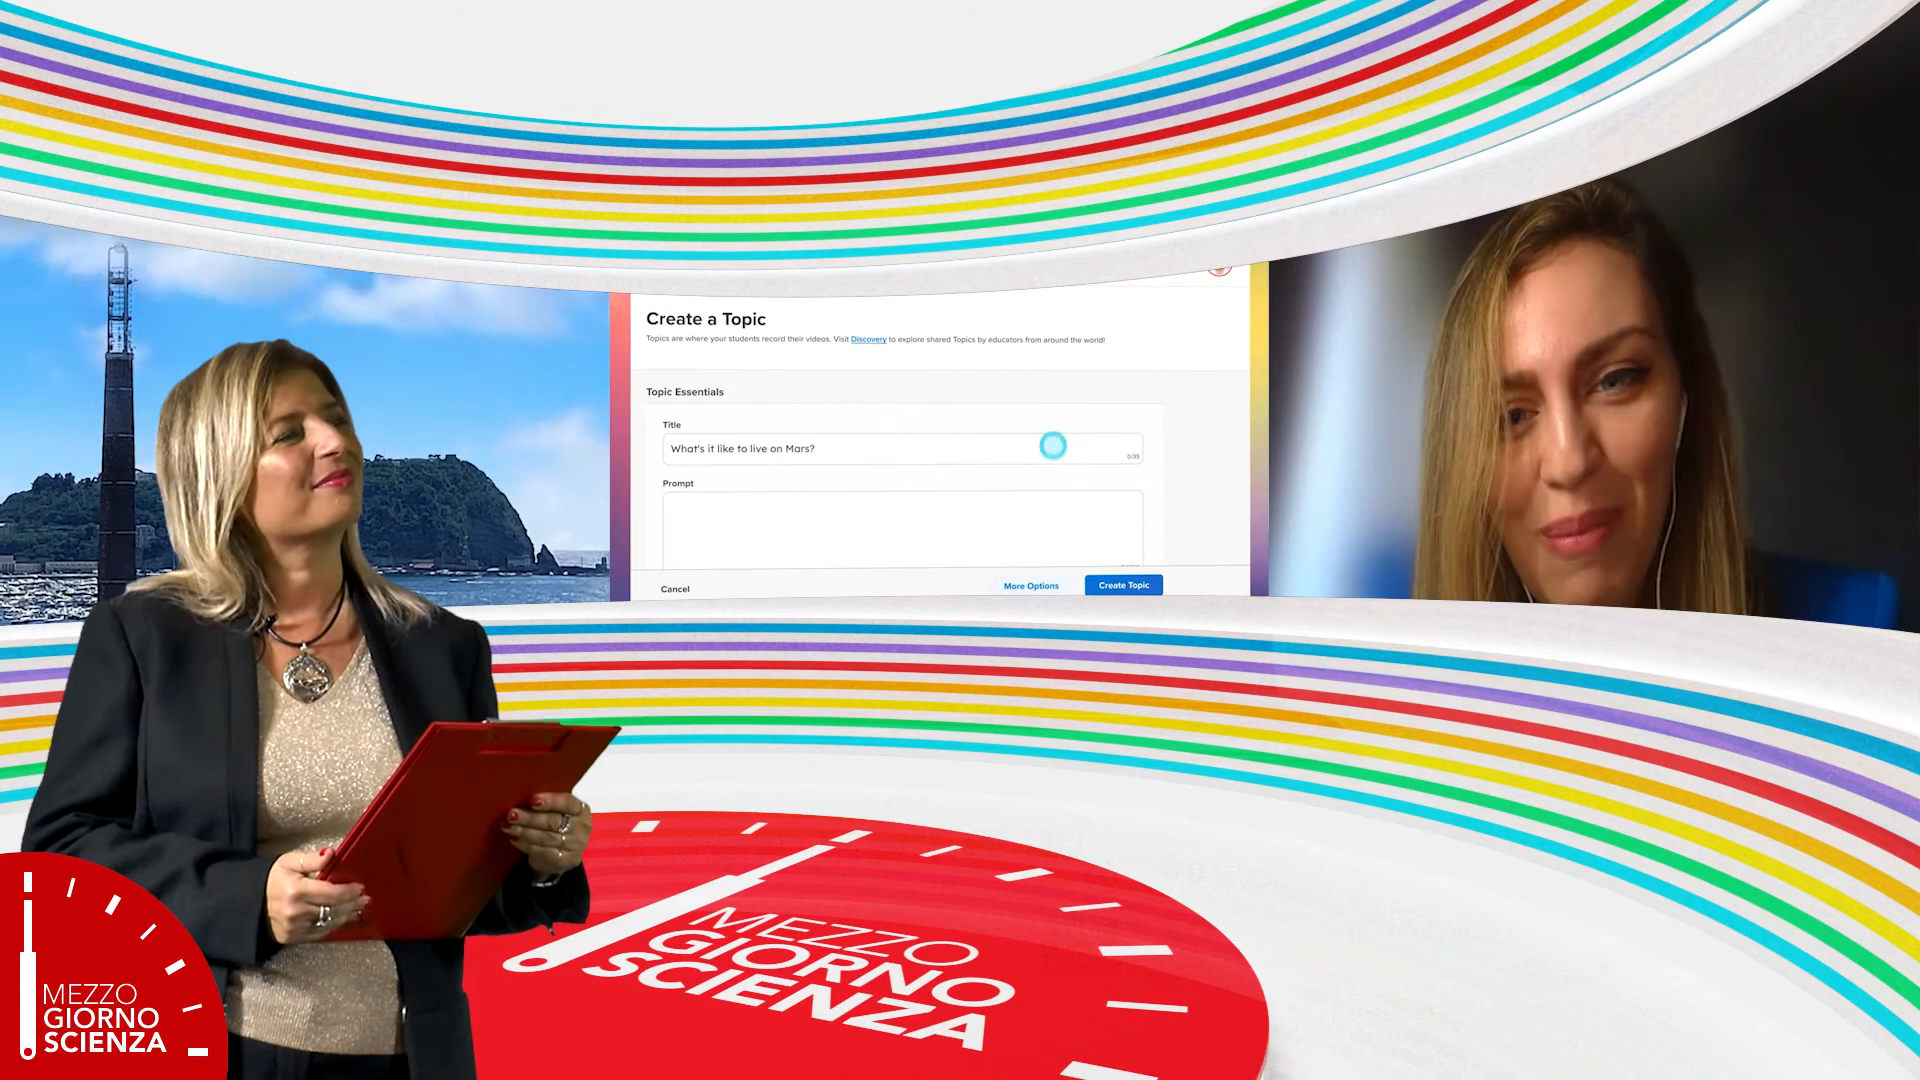 Create a Topic
Topics are where your students record their videos. Visit Discovery to explore shared Topics by educators from around the world!
Topic Essentials
Title
What's it like to live on Mars?
0/35
Prompt
Cancel
More Options
Create Topic
MEZZO
GIORNO
SCIENZA
MEZZO
GIORNO
SCIENZA